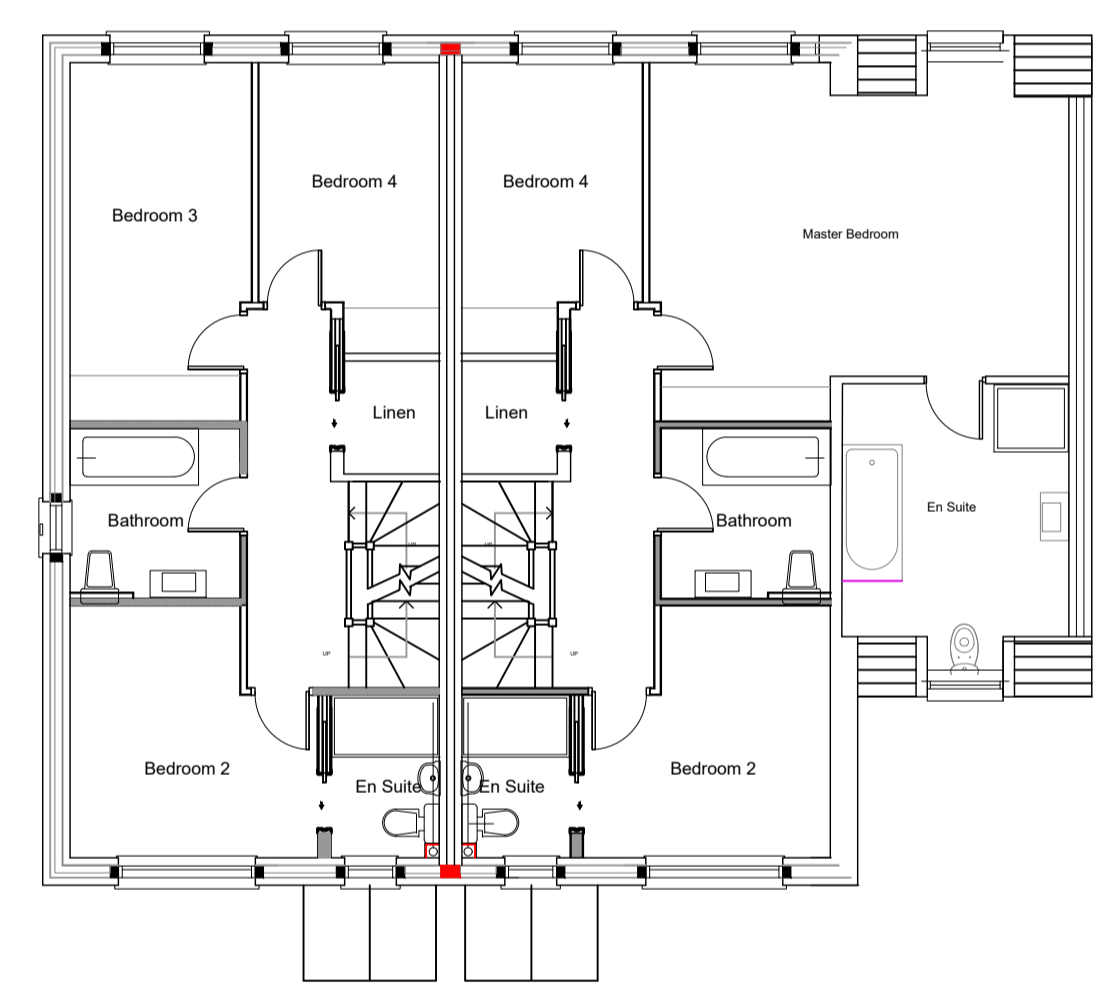 Bedroom 4
Bedroom 4
Bedroom 3
Master Bedroom
Linen
Linen
En Suite
Bathroom
Bathroom
UP
UP
UP
UP
Bedroom 2
Bedroom 2
En Suite
En Suite